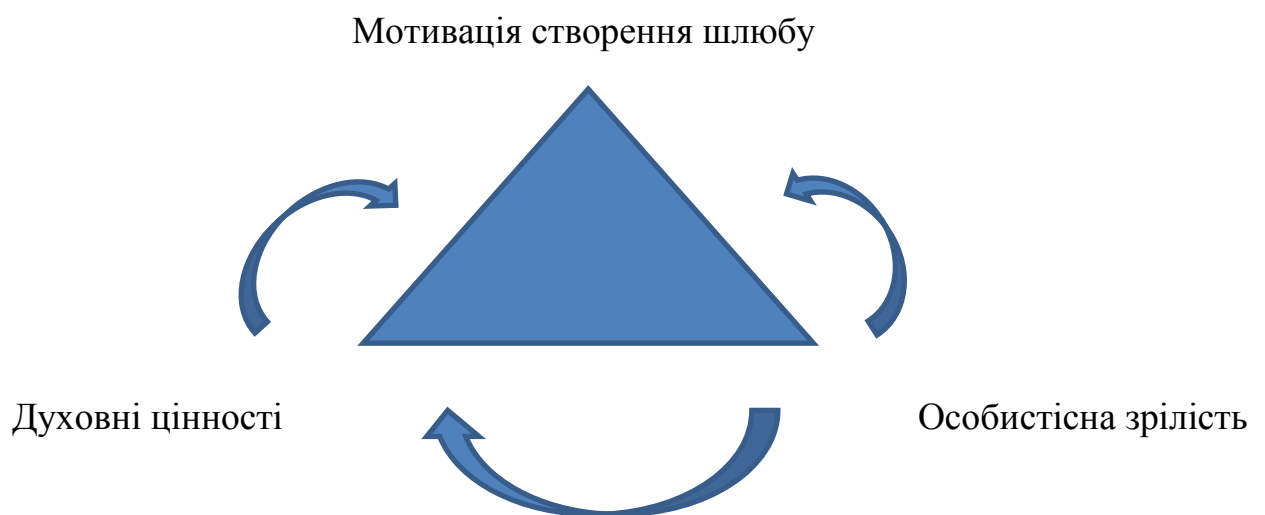 Мотивація створення шлюбу
Духовні цінності
Особистісна зрілість